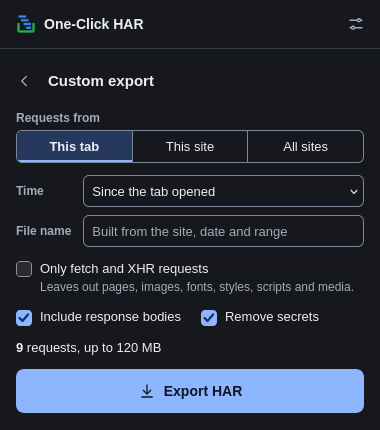 One-Click HAR
Custom export
Requests from
This tab
This site
All sites
Time
Since the tab opened
File name
Built from the site, date and range
Only fetch and XHR requests
Leaves out pages, images, fonts, styles, scripts and media.
Include response bodies
Remove secrets
9 requests, up to 120 MB
Export HAR